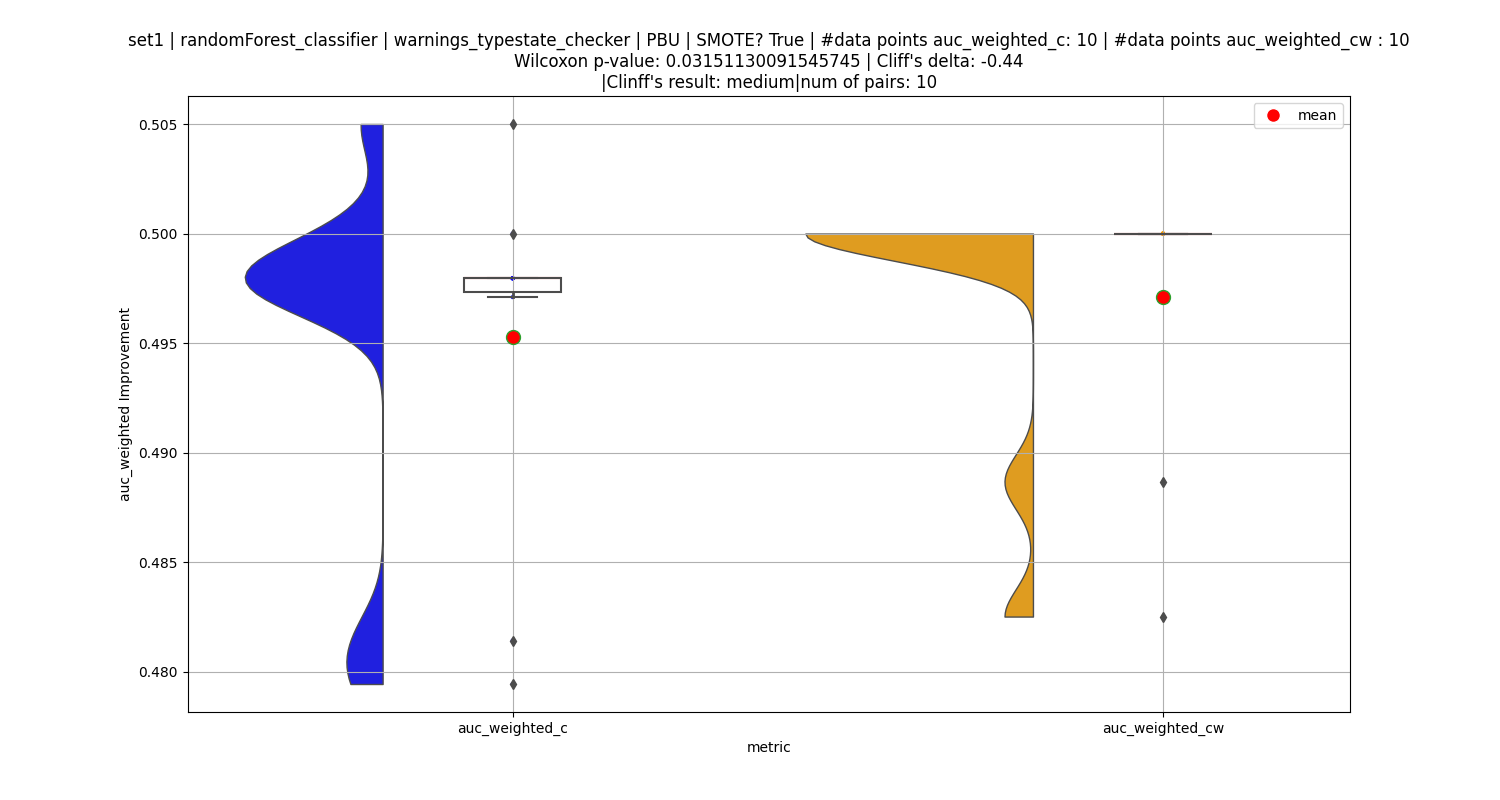 set1 | randomForest_classifier | warnings_typestate_checker | PBU | SMOTE? True | #data points auc_weighted_c: 10 | #data points auc_weighted_cw : 10
Wilcoxon p-value: 0.03151130091545745 | Cliff's delta: -0.44
|Clinff's result: medium|num of pairs: 10
mean
0.505
0.500
0.495
0.490
0.485
0.480
auc_weighted Improvement
auc_weighted_c
auc_weighted_cw
metric